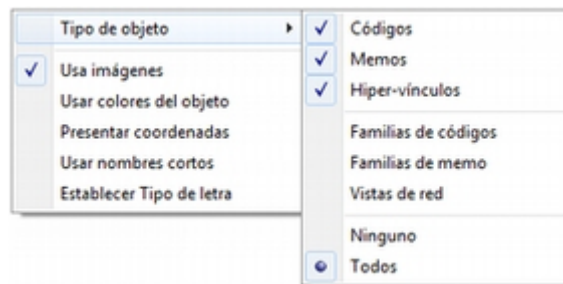 Tipo de objeto
Usa imágenes
Usar colores del objeto
Presentar coordenadas
Usar nombres cortos
Establecer Tipo de letra
Códigos
Memos
Hiper-vínculos
Familias de códigos
Familias de memo
Vistas de red
Ninguno
Todos